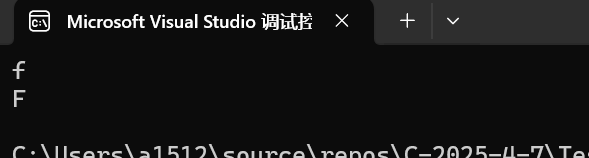 Microsoft Visual Studio 调试控
f
F
C:\Users\a1512\source\repos\C-2025-4-7\Te